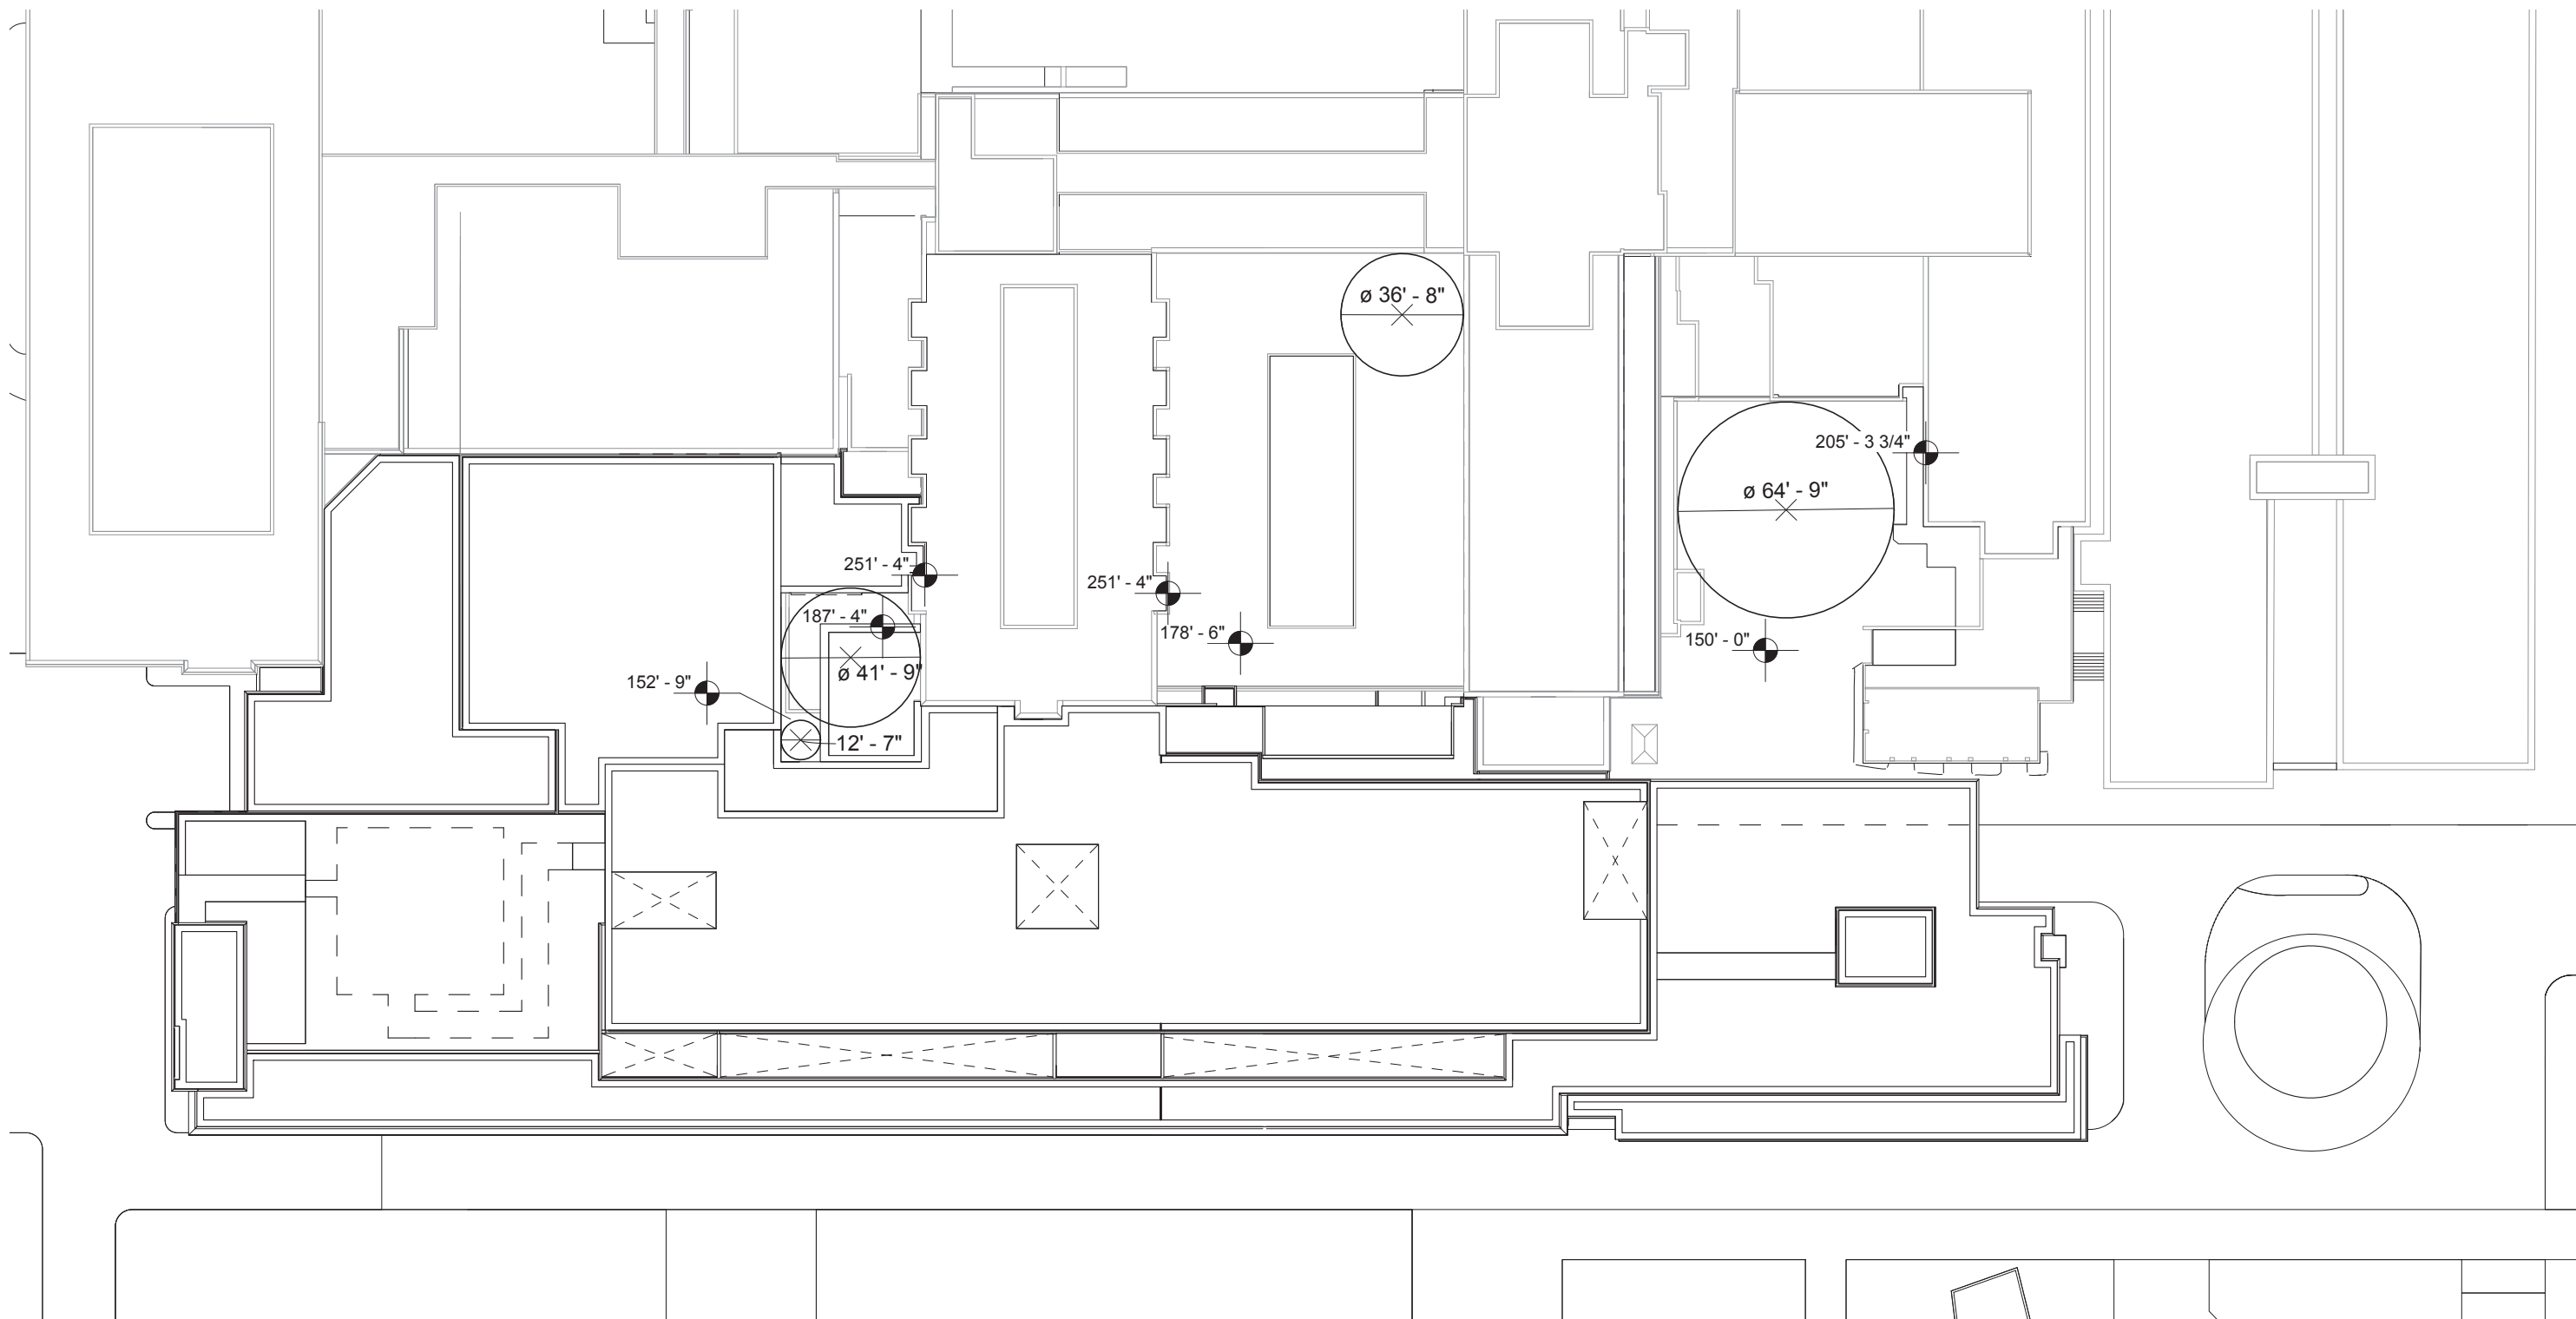 ø 36' - 8"
205' - 3 3/4"
ø 64' - 9"
251' - 4"
251' - 4"
187' - 4"
178' - 6"
150' - 0"
ø 41' - 9"
152' - 9"
12' - 7"